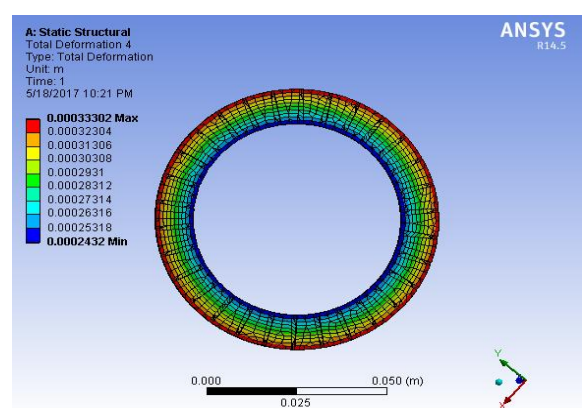 A: Static Structural
Total Deformation 4
Type: Total Deformation
Unit: m
Time: 1
5/18/2017 10:21 PM
ANSYS
R14.5
0.00033302 Max
0.00032304
0.00031306
0.00030308
0.0002931
0.00028312
0.00027314
0.00026316
0.00025318
0.0002432 Min
0.000
0.050 (m)
0.025
Y
X